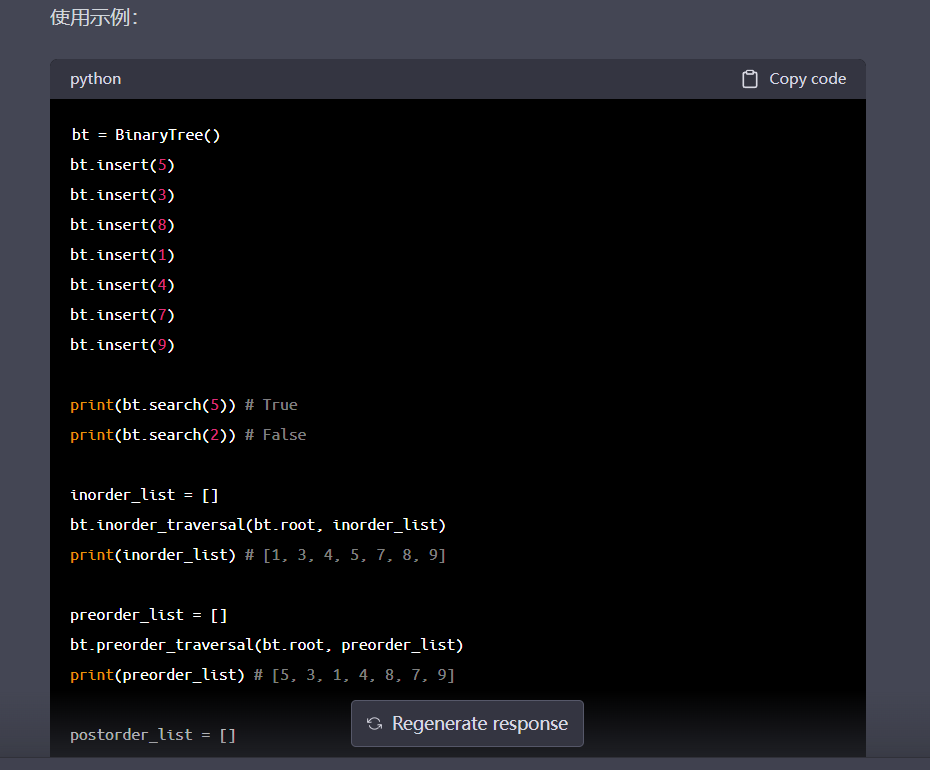 使用示例：
python
Copy code
bt = BinaryTree()
bt.insert(5)
bt.insert(3)
bt.insert(8)
bt.insert(1)
bt.insert(4)
bt.insert(7)
bt.insert(9)
print(bt.search(5)) # True
print(bt.search(2)) # False
inorder_list = []
bt.inorder_traversal(bt.root, inorder_list)
print(inorder_list) # [1, 3, 4, 5, 7, 8, 9]
preorder_list = []
bt.preorder_traversal(bt.root, preorder_list)
print(preorder_list) # [5, 3, 1, 4, 8, 7, 9]
postorder_list = []
Regenerate response